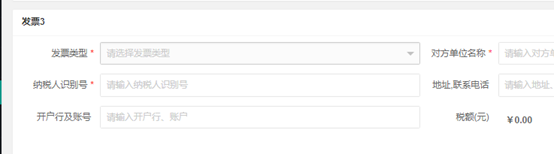 发票3
发票类型 * 请选择发票类型 对方单位名称 * 请输入对方单
纳税人识别号 * 请输入纳税人识别号 地址,联系电话 请输入地址,
开户行及账号 请输入开户行、账户 税额(元) ￥0.00